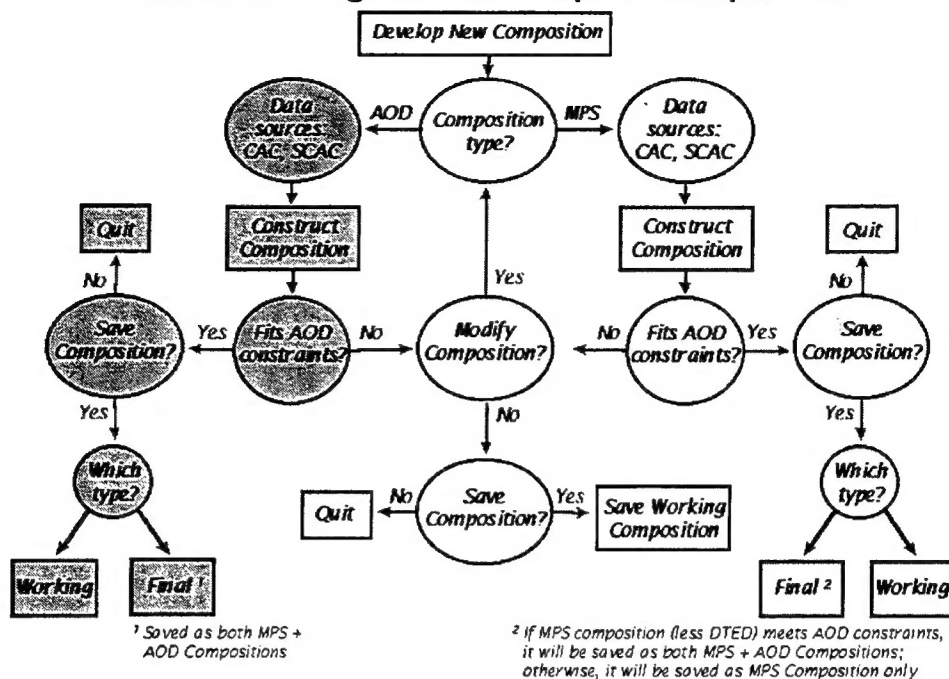 Develop New Composition
Data
sources:
CAC, SCAC
AOD
Composition
type?
MPS
Data
sources:
CAC, SCAC
Quit
Construct
Composition
Construct
Composition
Quit
No
Yes
No
Save
Composition?
Yes
Fits AOD
constraints?
No
Modify
Composition?
No
Fits AOD
constraints?
Yes
Save
Composition?
Yes
No
Yes
Which
type?
Quit
No
Save
Composition?
Yes
Save Working
Composition
Which
type?
Working
Final 1
Final 2
Working
1 Saved as both MPS +
AOD Compositions
2 If MPS composition (less DTED) meets AOD constraints,
it will be saved as both MPS + AOD Compositions;
otherwise, it will be saved as MPS Composition only